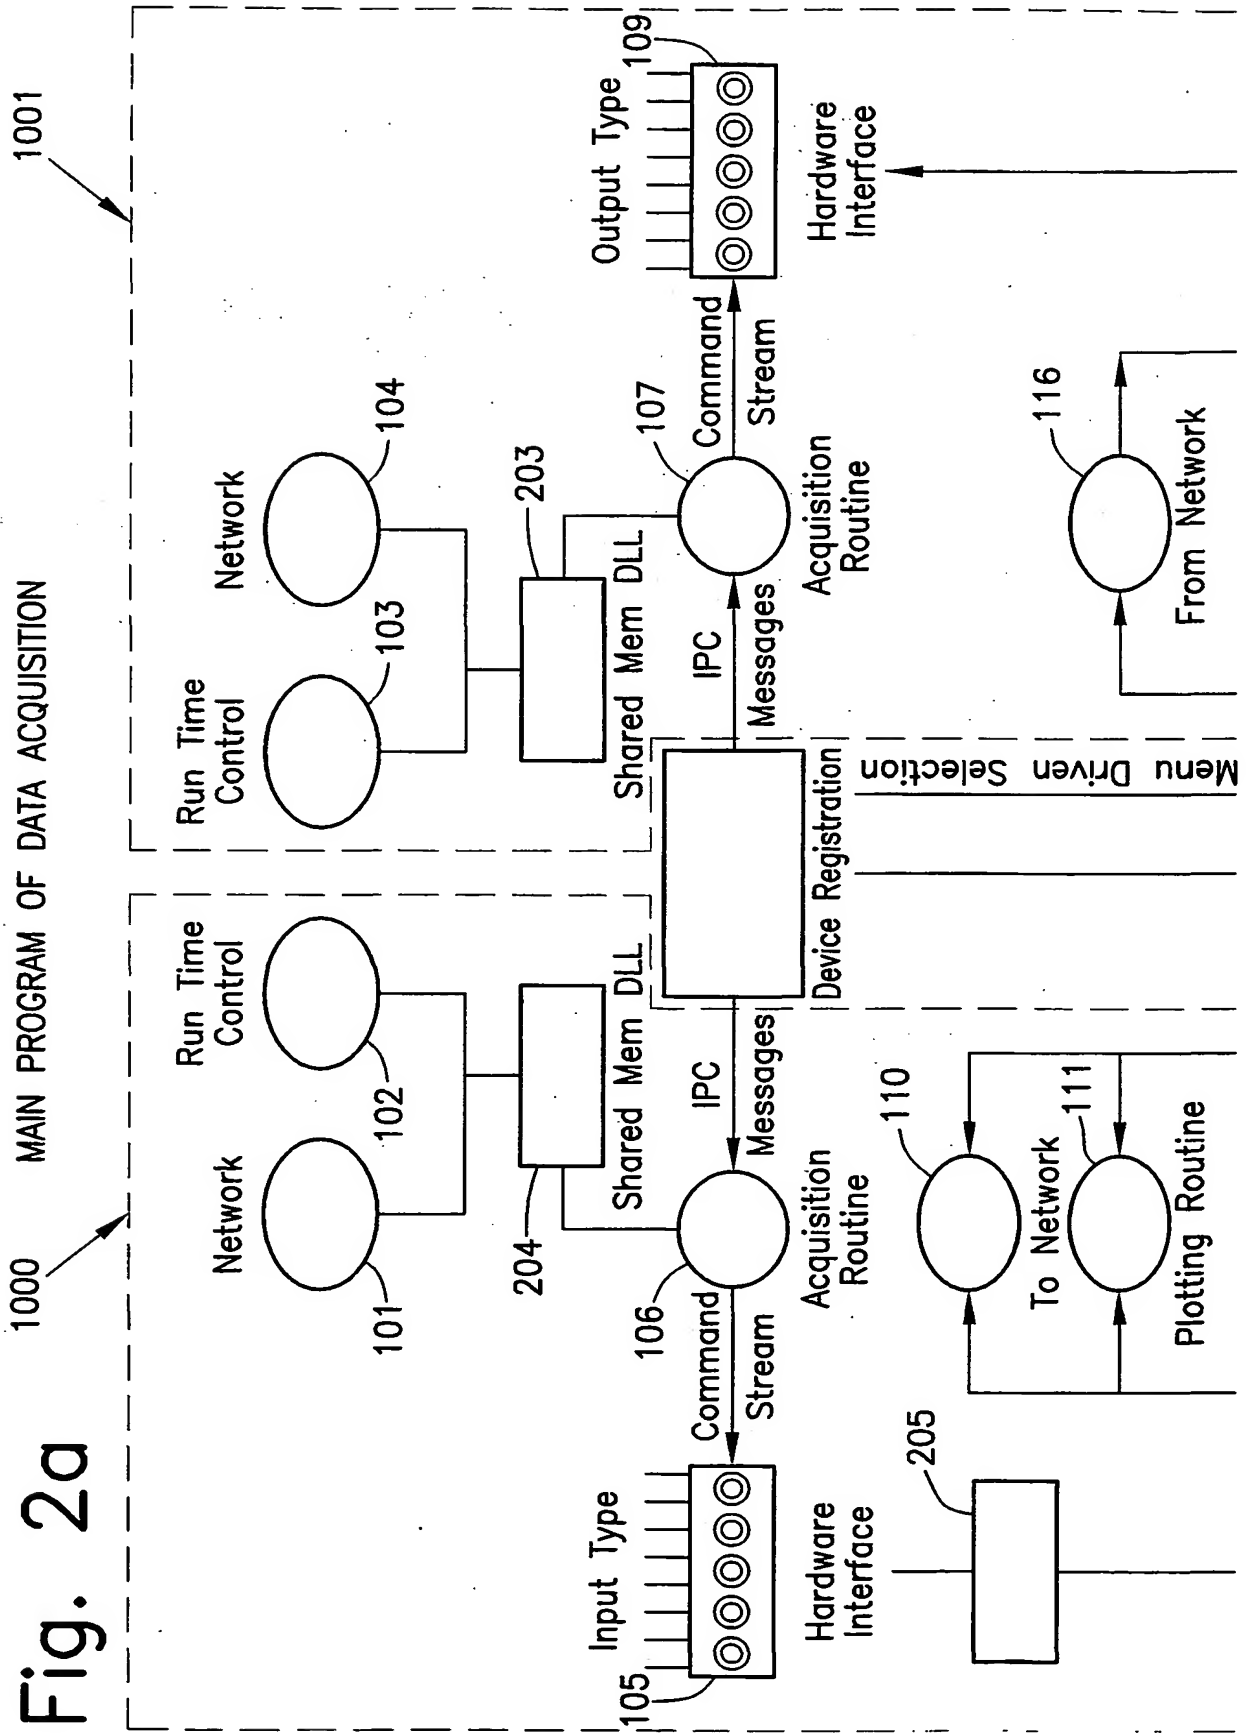 Fig. 2a
MAIN PROGRAM OF DATA ACQUISITION
1000
1001
Network
101
Run Time
Control
102
Run Time
Control
103
Network
104
204
Shared Mem DLL
203
Shared Mem DLL
Input Type
105
Hardware
Interface
Command
Stream
106
Acquisition
Routine
IPC
Messages
Device Registration
IPC
Messages
107
Acquisition
Routine
Command
Stream
Output Type
109
Hardware
Interface
205
110
To Network
111
Plotting Routine
Menu Driven Selection
116
From Network